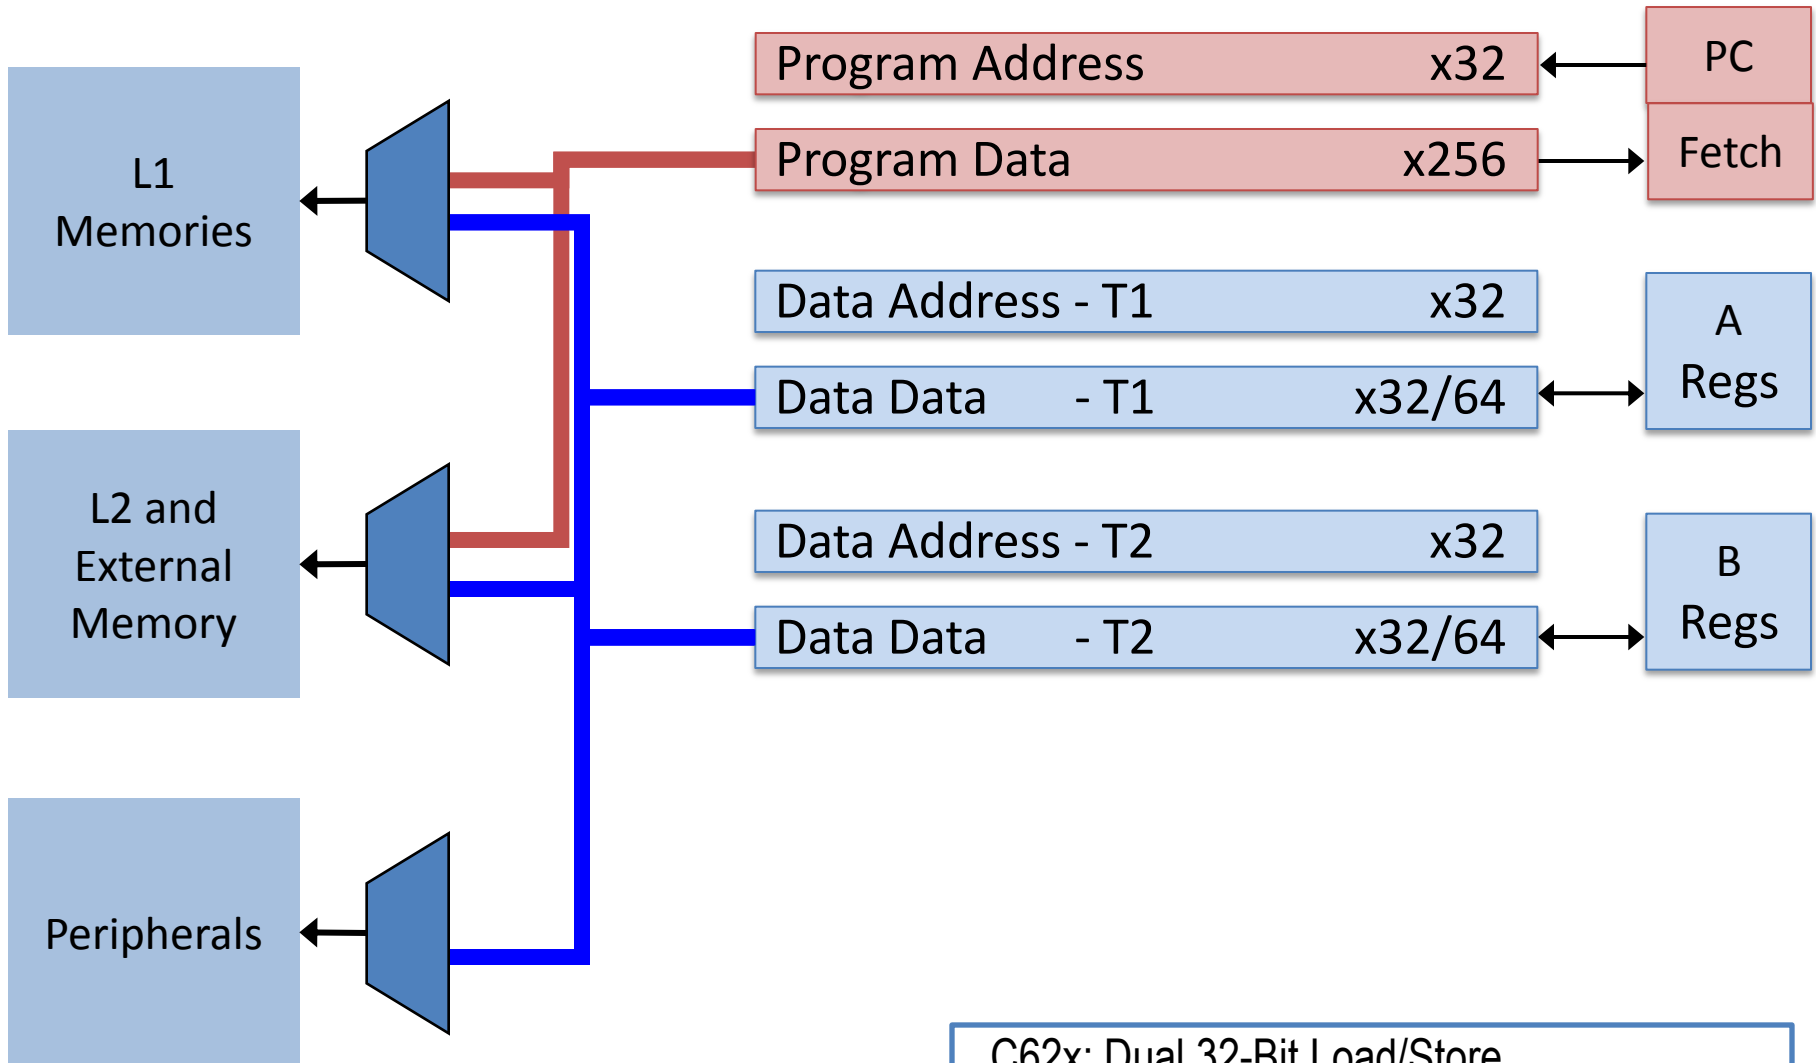 Program Address x32
PC
L1
Memories
Program Data x256
Fetch
Data Address - T1 x32
A
Regs
Data Data - T1 x32/64
L2 and
External
Memory
Data Address - T2 x32
B
Regs
Data Data - T2 x32/64
Peripherals
C62x: Dual 32-Bit Load/Store